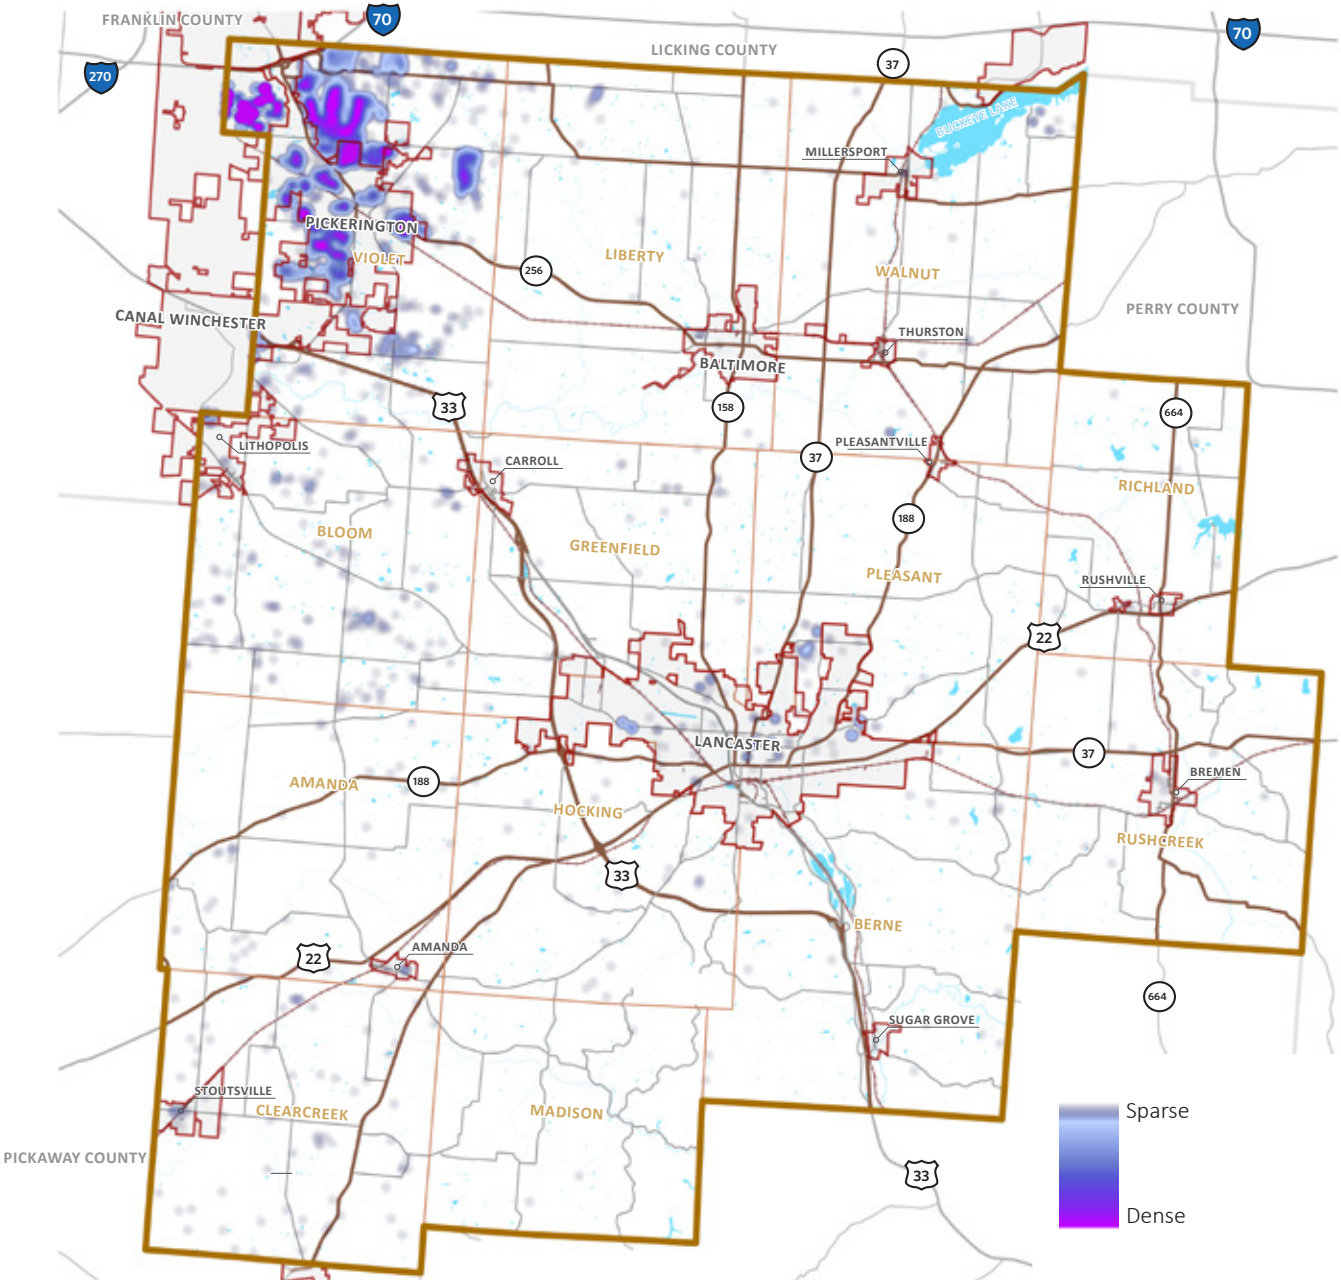 FRANKLIN COUNTY
70
70
LICKING COUNTY
37
270
BUCKEYE LAKE
MILLERSPORT
PICKERINGTON
VIOLET
LIBERTY
256
WALNUT
PERRY COUNTY
CANAL WINCHESTER
THURSTON
BALTIMORE
33
158
664
LITHOPOLIS
PLEASANTVILLE
37
CARROLL
RICHLAND
188
BLOOM
GREENFIELD
PLEASANT
RUSHVILLE
22
LANCASTER
37
BREMEN
AMANDA
188
HOCKING
RUSHCREEK
33
BERNE
22
AMANDA
664
SUGAR GROVE
STOUTSVILLE
CLEARCREEK
MADISON
Sparse
PICKAWAY COUNTY
33
Dense